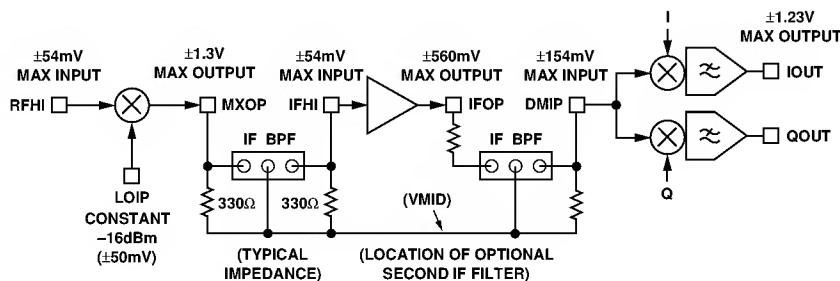 I
±1.23V
MAX OUTPUT
±54mV
MAX INPUT
±1.3V
MAX OUTPUT
±54mV
MAX INPUT
±560mV
MAX OUTPUT
±154mV
MAX INPUT
RFHI
MXOP
IFHI
IFOP
DMIP
IOUT
IF BPF
IF BPF
QOUT
LOIP
CONSTANT
–16dBm
(±50mV)
330Ω
330Ω
(VMID)
Q
(TYPICAL
IMPEDANCE)
(LOCATION OF OPTIONAL
SECOND IF FILTER)